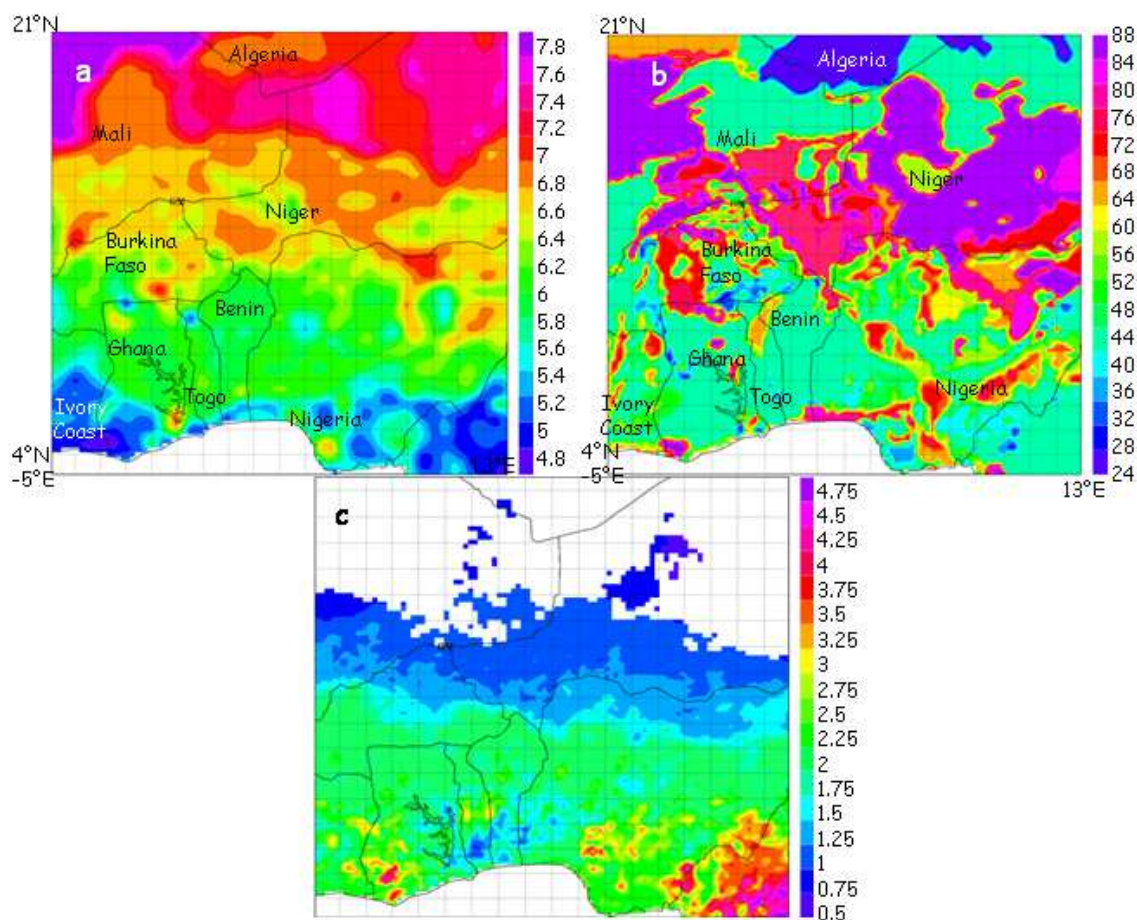 21°N
a
Algeria
Mali
Niger
Burkina
Faso
Benin
Ghana
Togo
Ivory
Coast
Nigeria
4°N
-5°E
13°E
7.8
7.6
7.4
7.2
7
6.8
6.6
6.4
6.2
6
5.8
5.6
5.4
5.2
5
4.8
21°N
b
Algeria
Mali
Niger
Burkina
Faso
Benin
Ghana
Togo
Ivory
Coast
Nigeria
4°N
-5°E
13°E
88
84
80
76
72
68
64
60
56
52
48
44
40
36
32
28
24
c
4.75
4.5
4.25
4
3.75
3.5
3.25
3
2.75
2.5
2.25
2
1.75
1.5
1.25
1
0.75
0.5